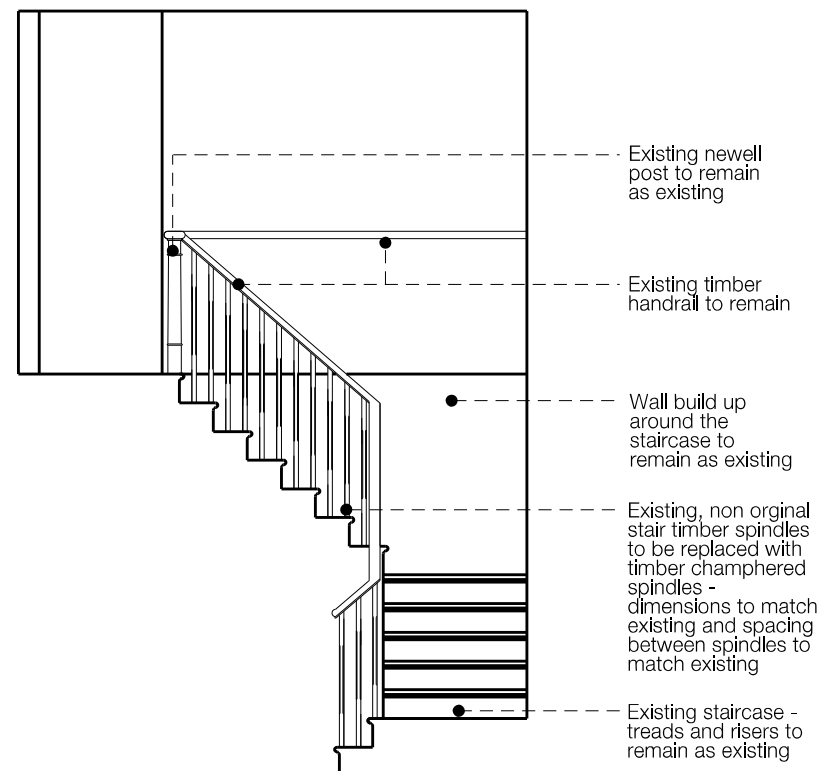 Existing newell
post to remain
as existing
Existing timber
handrail to remain
Wall build up
around the
staircase to
remain as existing
Existing, non orginal
stair timber spindles
to be replaced with
timber champhered
spindles -
dimensions to match
existing and spacing
between spindles to
match existing
Existing staircase -
treads and risers to
remain as existing